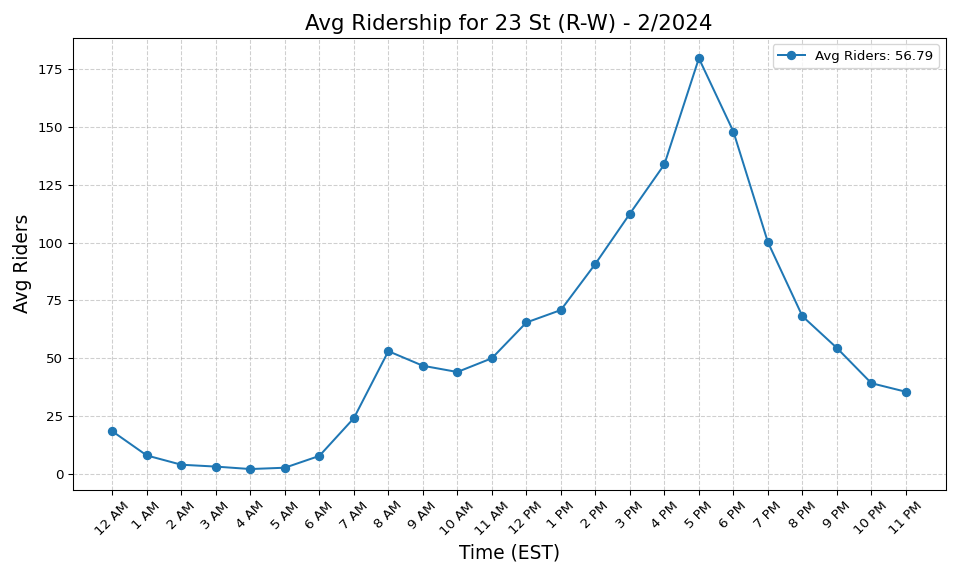 Avg Ridership for 23 St (R-W) - 2/2024
Avg Riders: 56.79
Avg Riders
175
150
125
100
75
50
25
0
12 AM
1 AM
2 AM
3 AM
4 AM
5 AM
6 AM
7 AM
8 AM
9 AM
10 AM
11 AM
12 PM
1 PM
2 PM
3 PM
4 PM
5 PM
6 PM
7 PM
8 PM
9 PM
10 PM
11 PM
Time (EST)